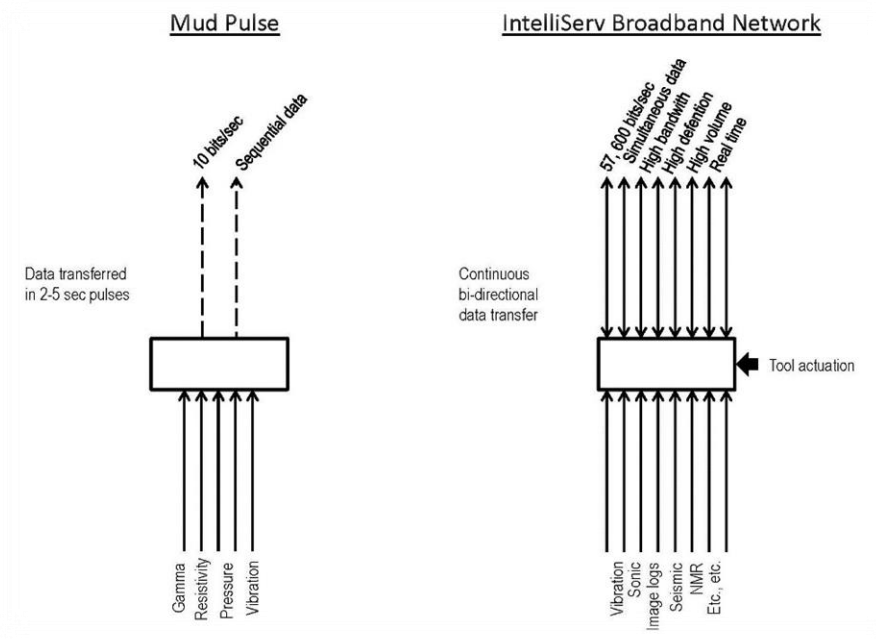 Mud Pulse
IntelliServ Broadband Network
10 bits/sec
Sequential data
57, 600 bits/sec
Simultaneous data
High bandwith
High defention
High volume
Real time
Data transferred
in 2-5 sec pulses
Continuous
bi-directional
data transfer
Tool actuation
Gamma
Resistivity
Pressure
Vibration
Vibration
Sonic
Image logs
Seismic
NMR
Etc., etc.